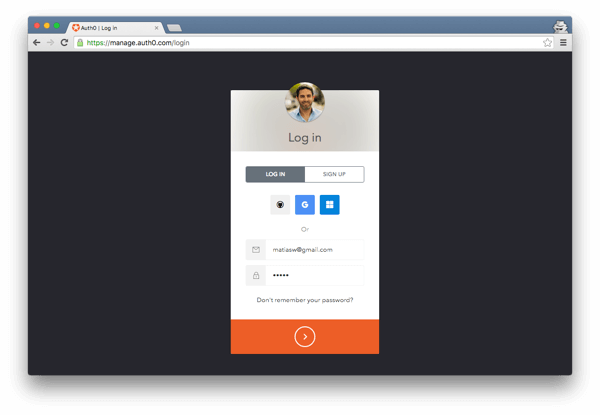 Auth0 | Log in
https://manage.auth0.com/login
Log in
LOG IN
SIGN UP
G
Or
matiasw@gmail.com
Don't remember your password?